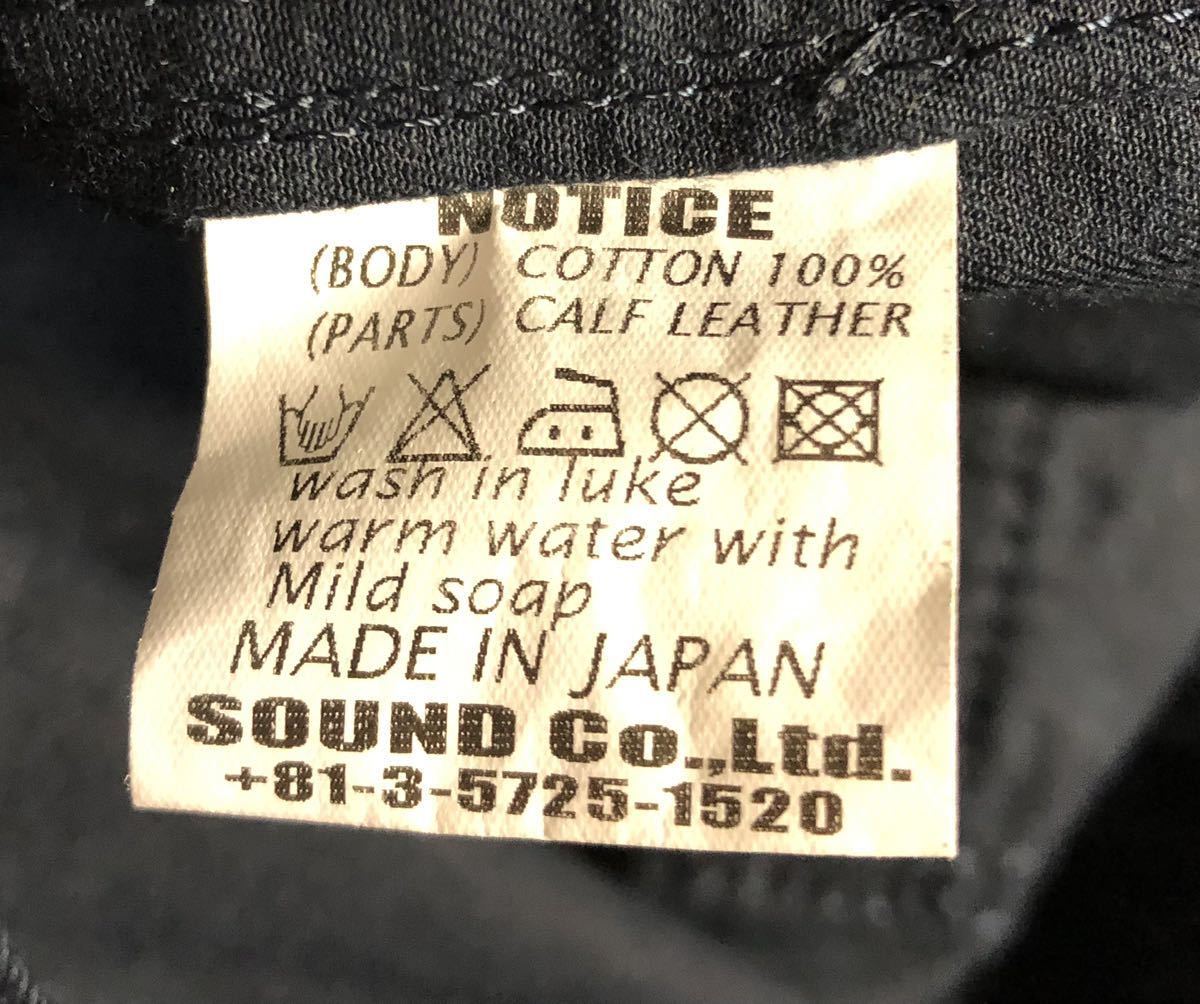 NOTICE
(BODY) COTTON 100%
(PARTS) CALF LEATHER
wash in luke
warm water with
Mild soap
MADE IN JAPAN
SOUND Co.,Ltd.
+81-3-5725-1520